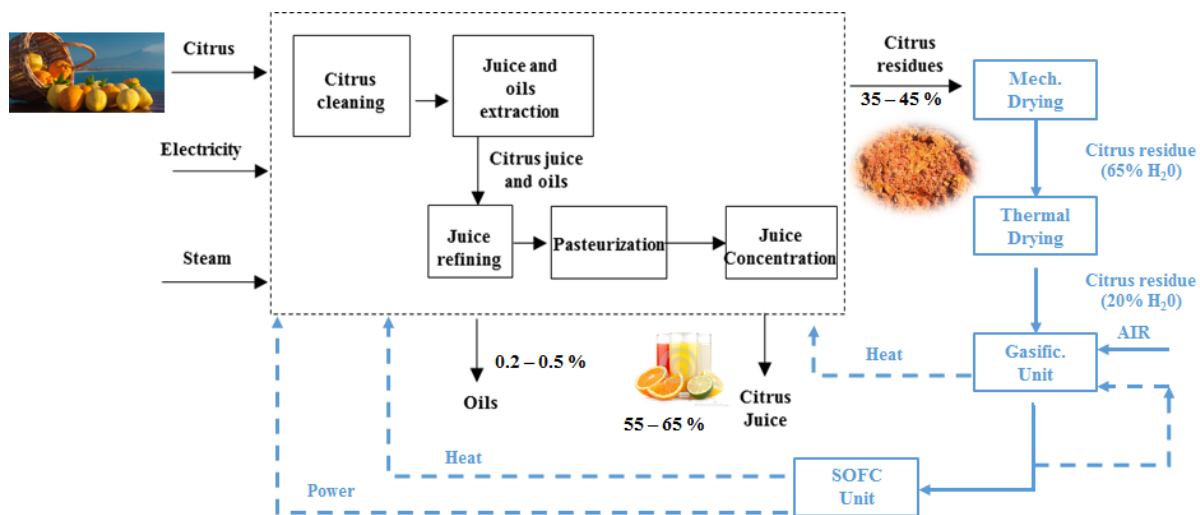 Citrus
Electricity
Steam
Citrus
cleaning
Juice and
oils
extraction
Citrus juice
and oils
Juice
refining
Pasteurization
Juice
Concentration
0.2 – 0.5 %
Oils
55 – 65 %
Citrus
Juice
Citrus
residues
35 – 45 %
Mech.
Drying
Citrus residue
(65% H₂0)
Thermal
Drying
Citrus residue
(20% H₂0)
AIR
Gasific.
Unit
Heat
Heat
SOFC
Unit
Power